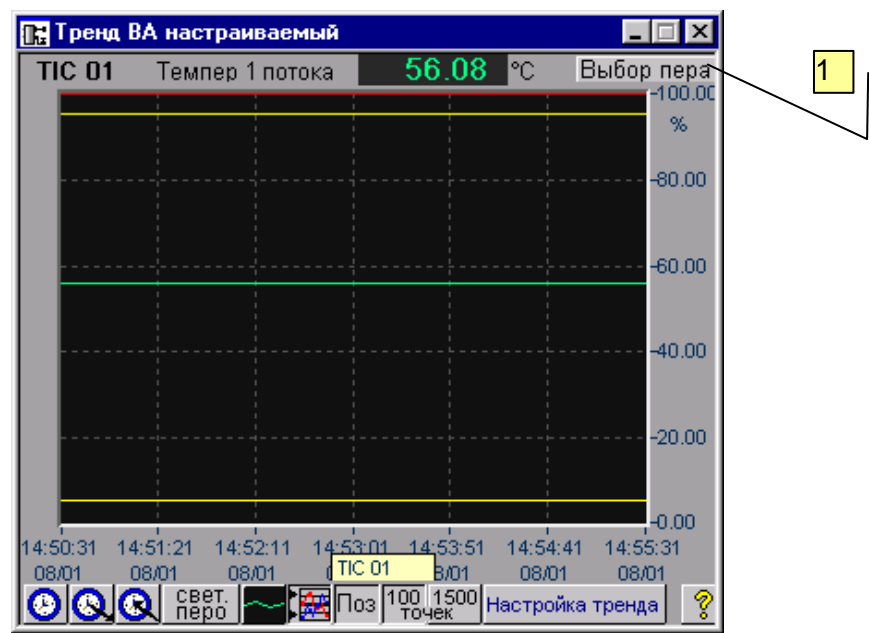 Тренд ВА настраиваемый
TIC 01 Темпер 1 потока 56.08 °C Выбор пера
1
100.00
%
80.00
60.00
40.00
20.00
0.00
14:50:31 14:51:21 14:52:11 14:53:01 14:53:51 14:54:41 14:55:31
08/01 08/01 08/01 TIC 01 8/01 08/01 08/01
свет. перо Поз 100 1500 точек Настройка тренда ?